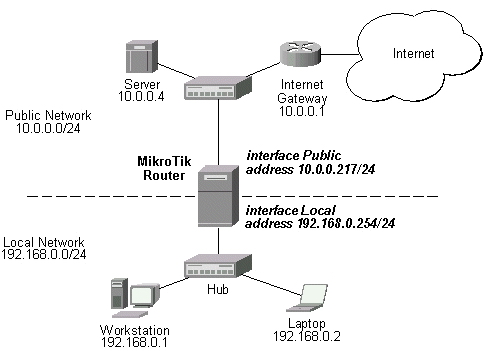 Internet
Server
10.0.0.4
Internet
Gateway
10.0.0.1
Public Network
10.0.0.0/24
MikroTik
Router
interface Public
address 10.0.0.217/24
interface Local
address 192.168.0.254/24
Local Network
192.168.0.0/24
Hub
Workstation
192.168.0.1
Laptop
192.168.0.2